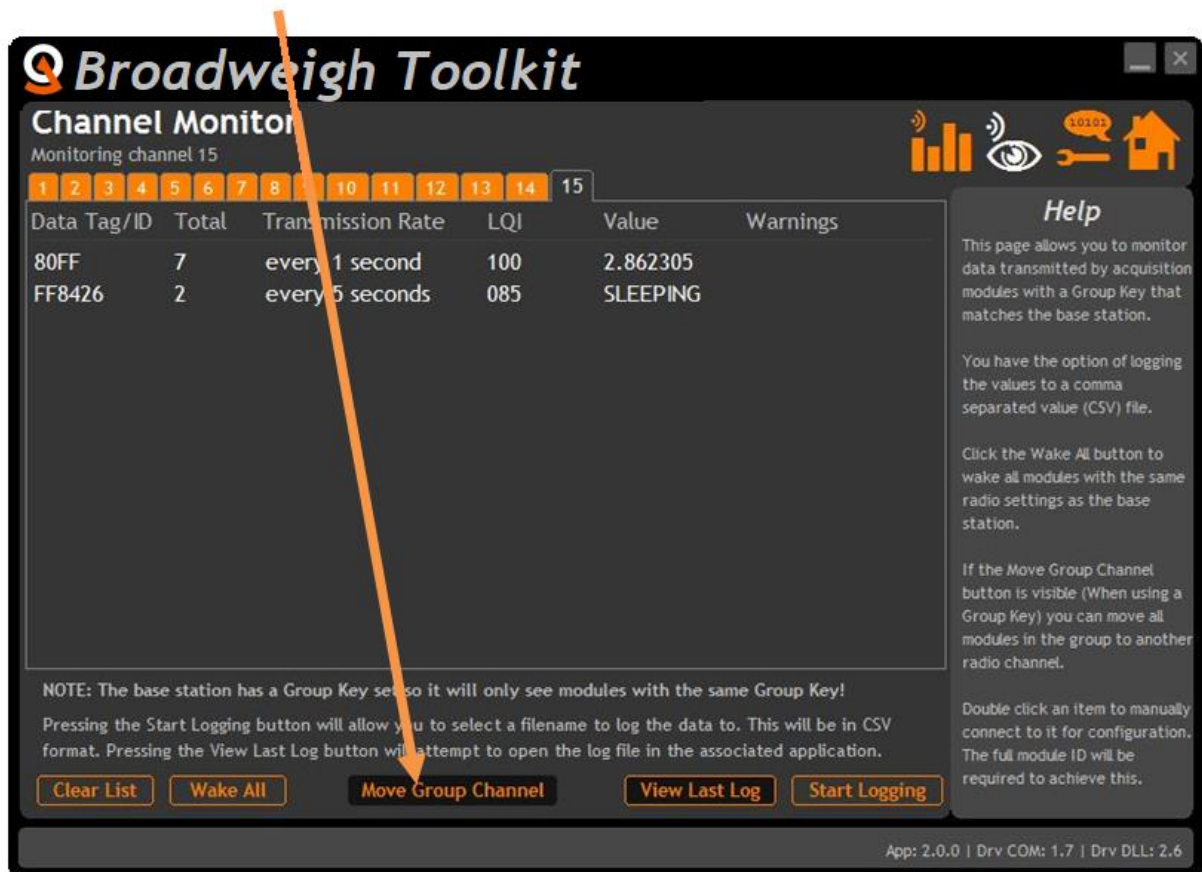 Broadweigh Toolkit
Channel Monitor
Monitoring channel 15
10101
1 2 3 4 5 6 7 8 9 10 11 12 13 14 15
Data Tag/ID Total Transmission Rate LQI Value Warnings
80FF 7 every 1 second 100 2.862305
FF8426 2 every 5 seconds 085 SLEEPING
NOTE: The base station has a Group Key set so it will only see modules with the same Group Key!
Pressing the Start Logging button will allow you to select a filename to log the data to. This will be in CSV
format. Pressing the View Last Log button will attempt to open the log file in the associated application.
Clear List Wake All Move Group Channel View Last Log Start Logging
Help
This page allows you to monitor
data transmitted by acquisition
modules with a Group Key that
matches the base station.
You have the option of logging
the values to a comma
separated value (CSV) file.
Click the Wake All button to
wake all modules with the same
radio settings as the base
station.
If the Move Group Channel
button is visible (When using a
Group Key) you can move all
modules in the group to another
radio channel.
Double click an item to manually
connect to it for configuration.
The full module ID will be
required to achieve this.
App: 2.0.0 | Drv COM: 1.7 | Drv DLL: 2.6